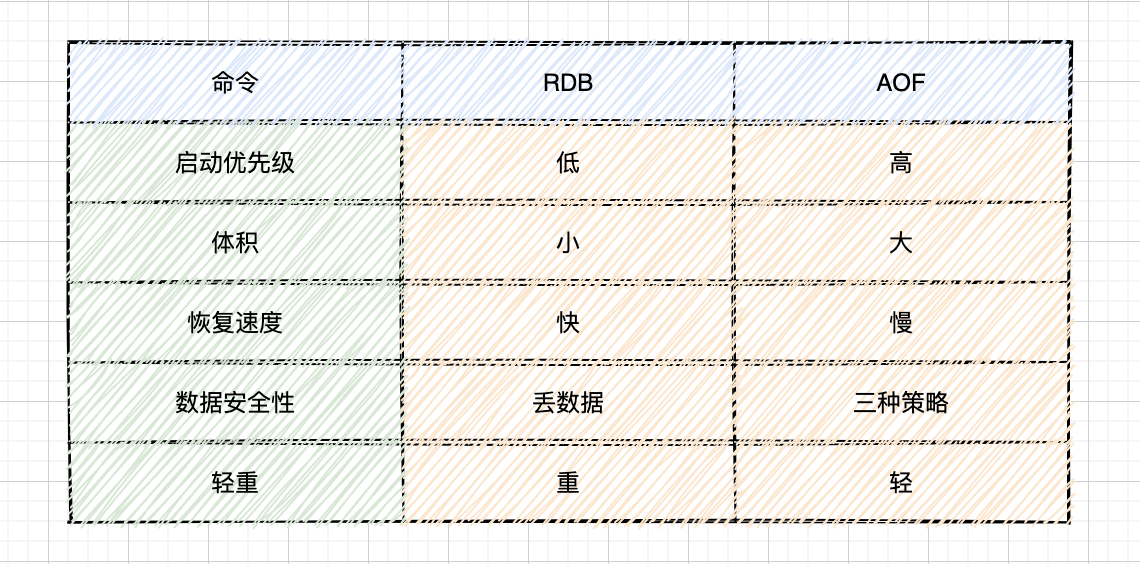 命令 RDB AOF
启动优先级 低 高
体积 小 大
恢复速度 快 慢
数据安全性 丢数据 三种策略
轻重 重 轻